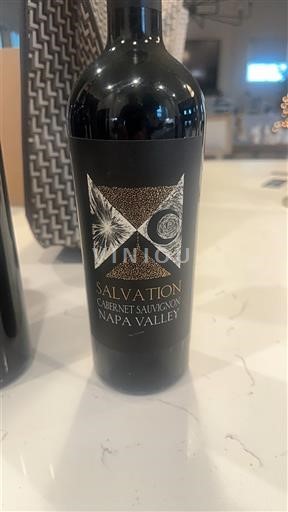 VINIOU
SALVATION
CABERNET SAUVIGNON
NAPA VALLEY